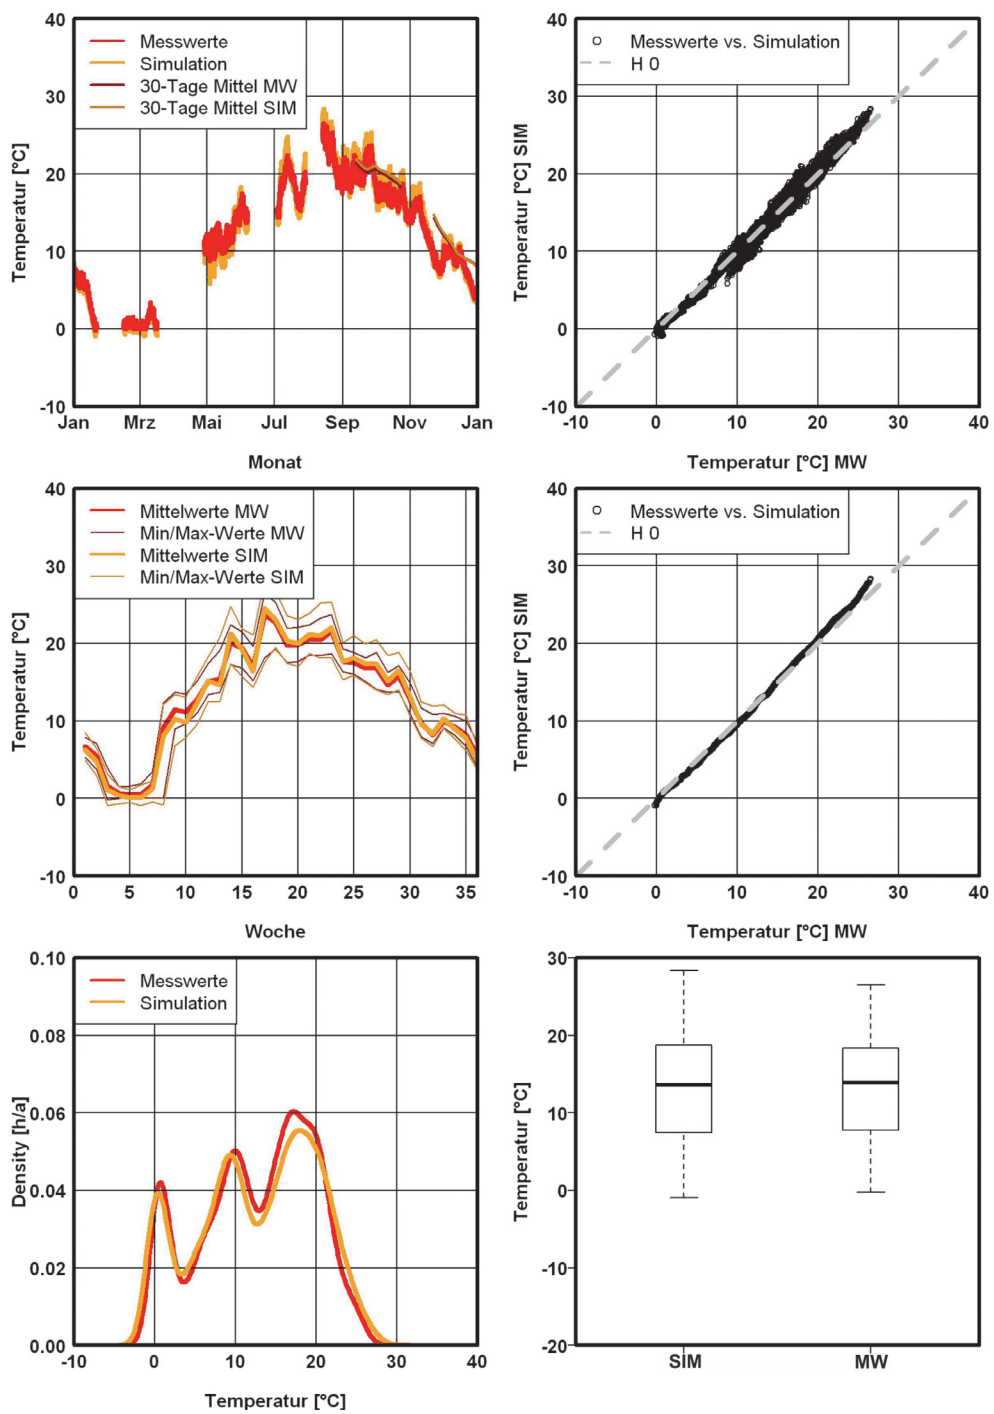 40
30
20
10
0
-10
Temperatur [°C]
Messwerte
Simulation
30-Tage Mittel MW
30-Tage Mittel SIM
Jan Mrz Mai Jul Sep Nov Jan
Monat
40
30
20
10
0
-10
Temperatur [°C] SIM
Messwerte vs. Simulation
H 0
-10 0 10 20 30 40
Temperatur [°C] MW
40
30
20
10
0
-10
Temperatur [°C]
Mittelwerte MW
Min/Max-Werte MW
Mittelwerte SIM
Min/Max-Werte SIM
0 5 10 15 20 25 30 35
Woche
40
30
20
10
0
-10
Temperatur [°C] SIM
Messwerte vs. Simulation
H 0
-10 0 10 20 30 40
Temperatur [°C] MW
0.10
0.08
0.06
0.04
0.02
0.00
Density [h/a]
Messwerte
Simulation
-10 0 10 20 30 40
Temperatur [°C]
30
20
10
0
-10
-20
Temperatur [°C]
SIM MW